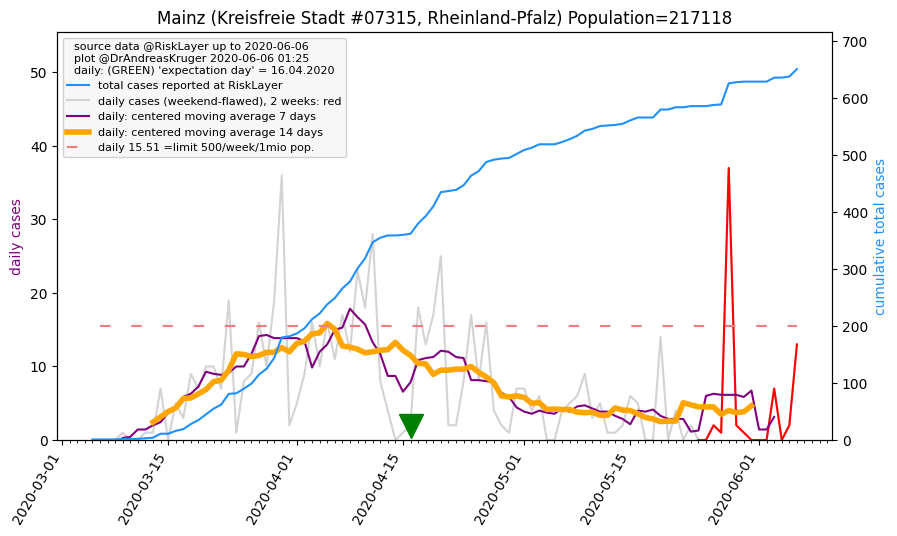 Mainz (Kreisfreie Stadt #07315, Rheinland-Pfalz) Population=217118
source data @RiskLayer up to 2020-06-06
plot @DrAndreasKruger 2020-06-06 01:25
daily: (GREEN) 'expectation day' = 16.04.2020
total cases reported at RiskLayer
daily cases (weekend-flawed), 2 weeks: red
daily: centered moving average 7 days
daily: centered moving average 14 days
daily 15.51 =limit 500/week/1mio pop.
daily cases
50
40
30
20
10
0
cumulative total cases
700
600
500
400
300
200
100
0
2020-03-01
2020-03-15
2020-04-01
2020-04-15
2020-05-01
2020-05-15
2020-06-01